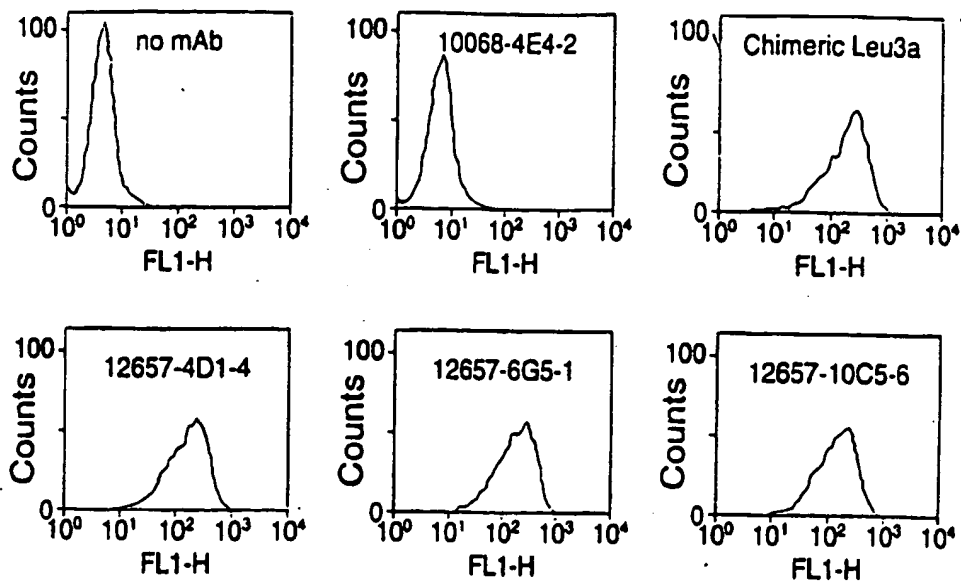 100
no mAb
Counts
0
10⁰ 10¹ 10² 10³ 10⁴
FL1-H
100
10068-4E4-2
Counts
0
10⁰ 10¹ 10² 10³ 10⁴
FL1-H
100
Chimeric Leu3a
Counts
0
10⁰ 10¹ 10² 10³ 10⁴
FL1-H
100
12657-4D1-4
Counts
0
10⁰ 10¹ 10² 10³ 10⁴
FL1-H
100
12657-6G5-1
Counts
0
10⁰ 10¹ 10² 10³ 10⁴
FL1-H
100
12657-10C5-6
Counts
0
10⁰ 10¹ 10² 10³ 10⁴
FL1-H